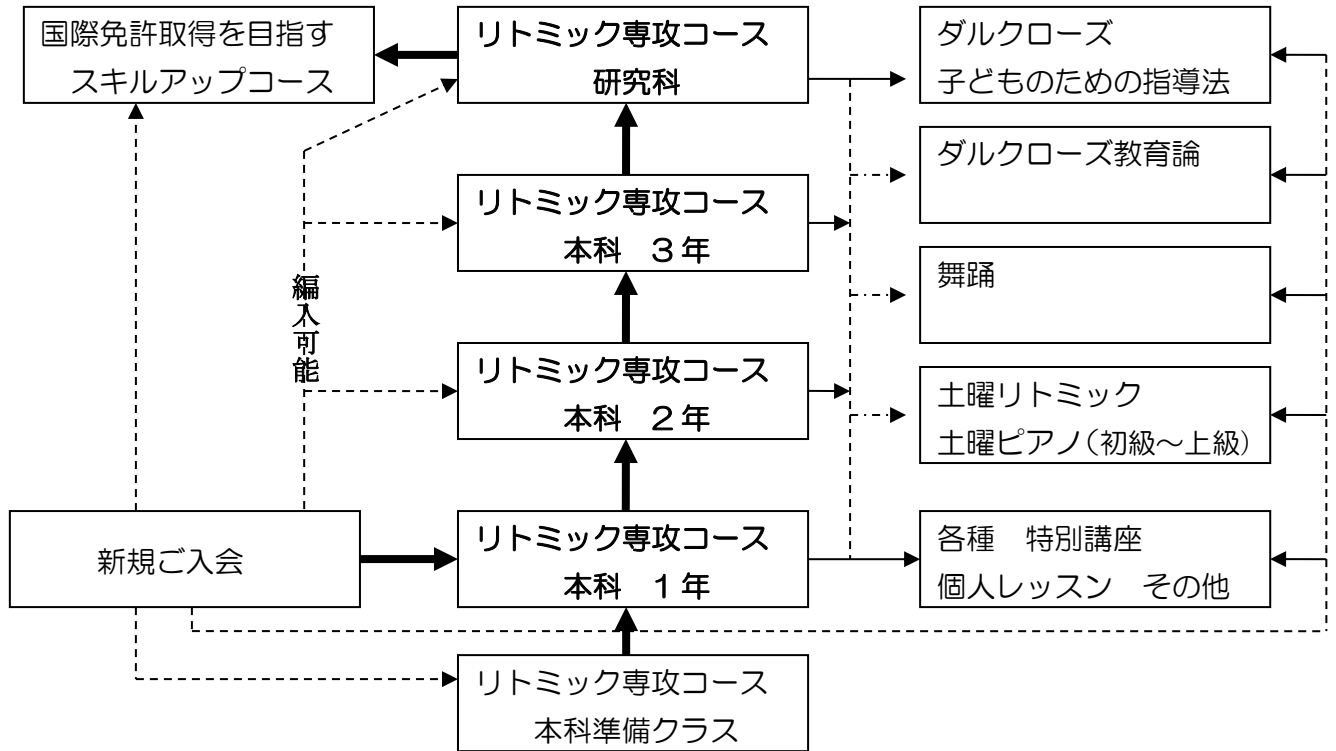 国際免許取得を目指す
スキルアップコース
リトミック専攻コース
研究科
ダルクローズ
子どものための指導法
ダルクローズ教育論
リトミック専攻コース
本科　３年
舞踊
編入可能
リトミック専攻コース
本科　２年
土曜リトミック
土曜ピアノ（初級～上級）
新規ご入会
リトミック専攻コース
本科　１年
各種　特別講座
個人レッスン　その他
リトミック専攻コース
本科準備クラス